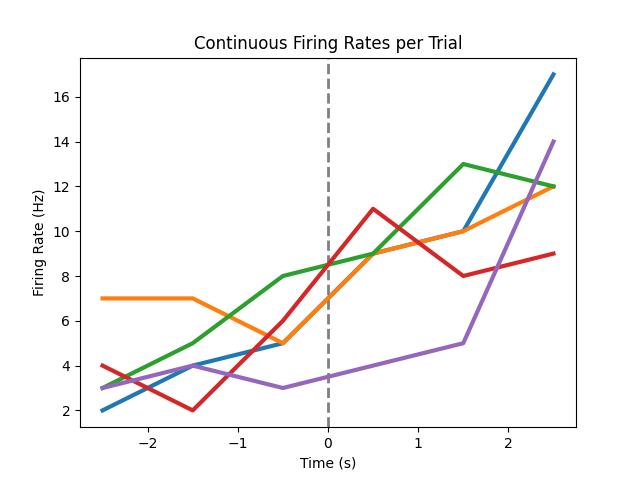 Continuous Firing Rates per Trial
16
14
12
10
8
6
4
2
Firing Rate (Hz)
−2 −1 0 1 2
Time (s)